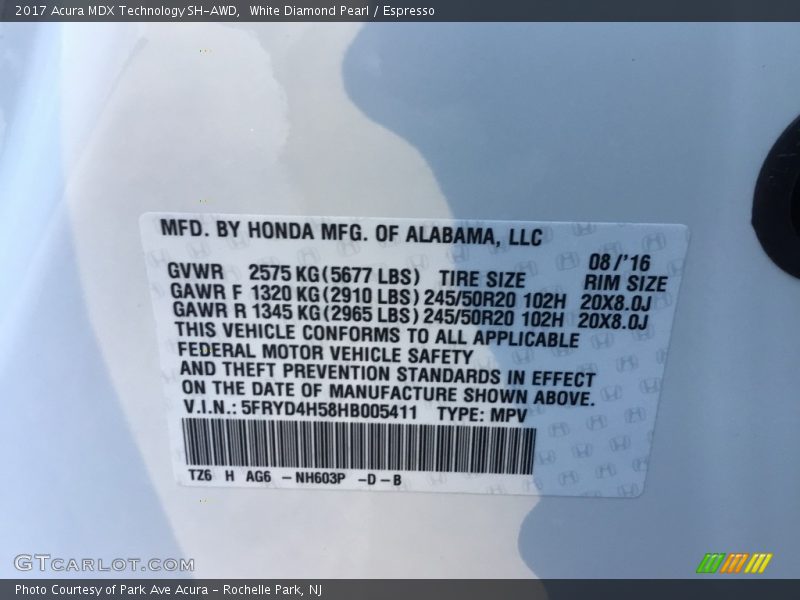 2017 Acura MDX Technology SH-AWD,  White Diamond Pearl / Espresso
MFD. BY HONDA MFG. OF ALABAMA, LLC
08/'16
GVWR 2575 KG(5677 LBS) TIRE SIZE RIM SIZE
GAWR F 1320 KG(2910 LBS) 245/50R20 102H 20X8.0J
GAWR R 1345 KG(2965 LBS) 245/50R20 102H 20X8.0J
THIS VEHICLE CONFORMS TO ALL APPLICABLE
FEDERAL MOTOR VEHICLE SAFETY
AND THEFT PREVENTION STANDARDS IN EFFECT
ON THE DATE OF MANUFACTURE SHOWN ABOVE.
V.I.N.: 5FRYD4H58HB005411 TYPE: MPV
TZ6 H AG6 -NH603P -D-B
GTCARLOT.COM
Photo Courtesy of Park Ave Acura - Rochelle Park, NJ